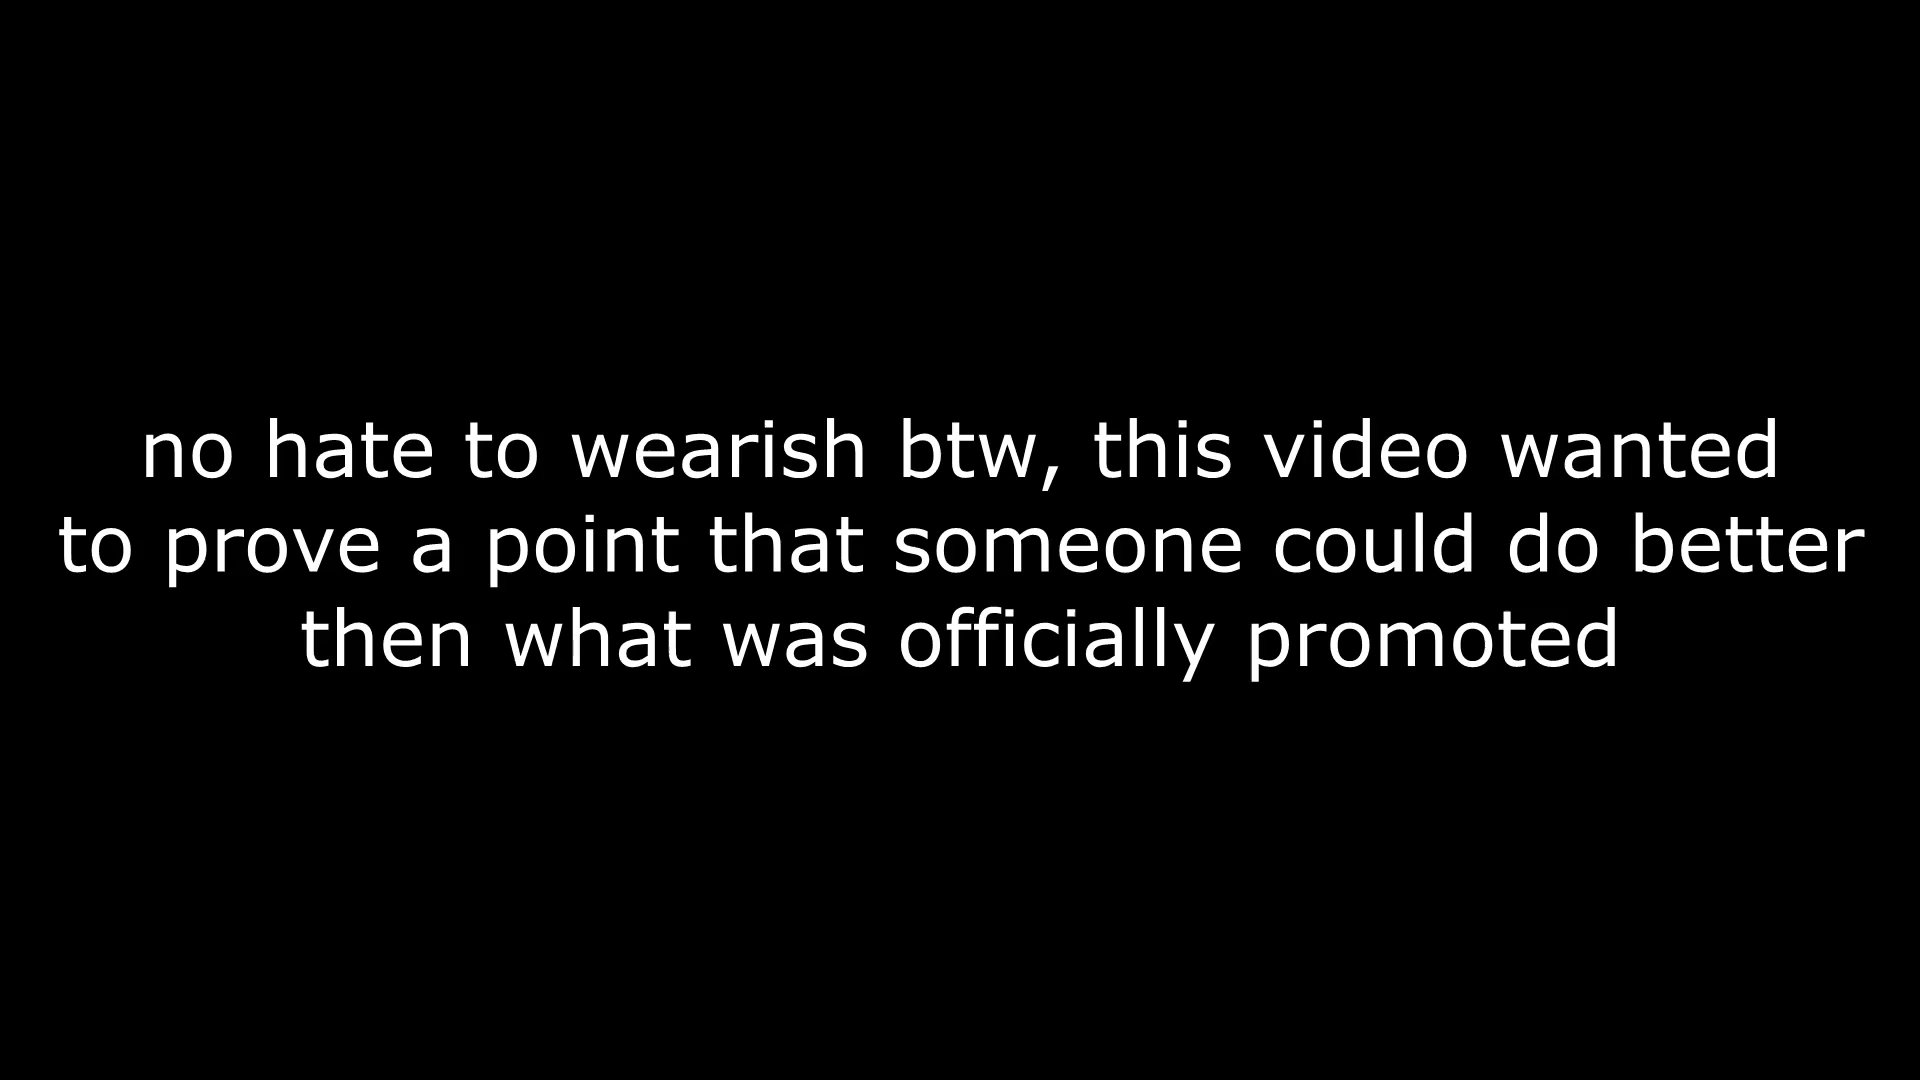 no hate to wearish btw, this video wanted
to prove a point that someone could do better
then what was officially promoted